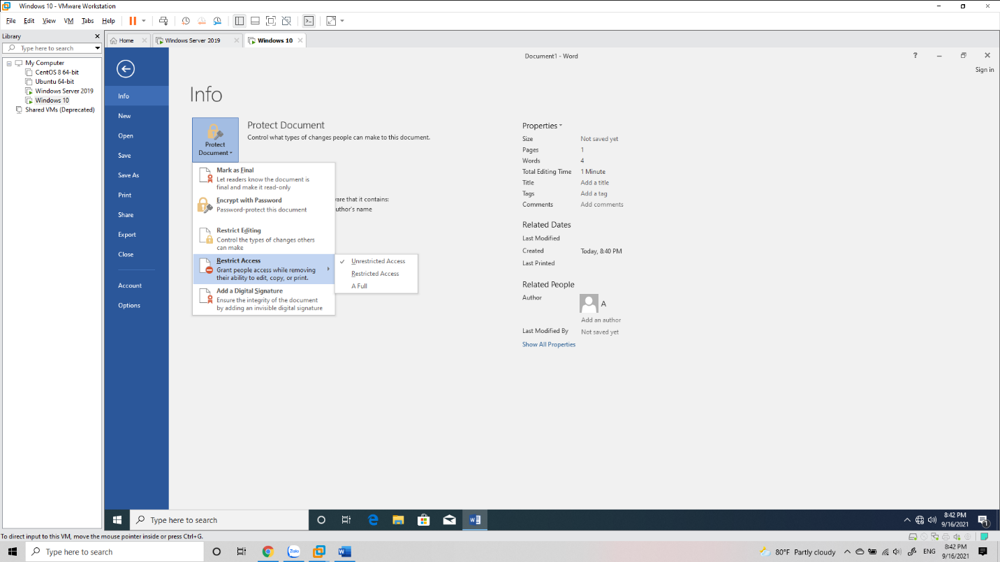 Windows 10 - VMware Workstation
File Edit View VM Tabs Help
Library
Type here to search
My Computer
CentOS 8 64-bit
Ubuntu 64-bit
Windows Server 2019
Windows 10
Shared VMs (Deprecated)
Home
Windows Server 2019
Windows 10
Document1 - Word
?
Sign in
Info
New
Open
Save
Save As
Print
Share
Export
Close
Account
Options
Info
Protect
Document
Protect Document
Control what types of changes people can make to this document.
Mark as Final
Let readers know the document is
final and make it read-only
Encrypt with Password
Password-protect this document
Restrict Editing
Control the types of changes others
can make
Restrict Access
Grant people access while removing
their ability to edit, copy, or print.
Add a Digital Signature
Ensure the integrity of the document
by adding an invisible digital signature
that it contains:
name
Unrestricted Access
Restricted Access
A Full
Properties
Size Not saved yet
Pages 1
Words 4
Total Editing Time 1 Minute
Title Add a title
Tags Add a tag
Comments Add comments
Related Dates
Last Modified
Created Today, 8:40 PM
Last Printed
Related People
Author A
Add an author
Last Modified By Not saved yet
Show All Properties
Type here to search
8:42 PM
9/16/2021
1
To direct input to this VM, move the mouse pointer inside or press Ctrl+G.
Type here to search
Zalo
80°F Partly cloudy
ENG
8:42 PM
9/16/2021